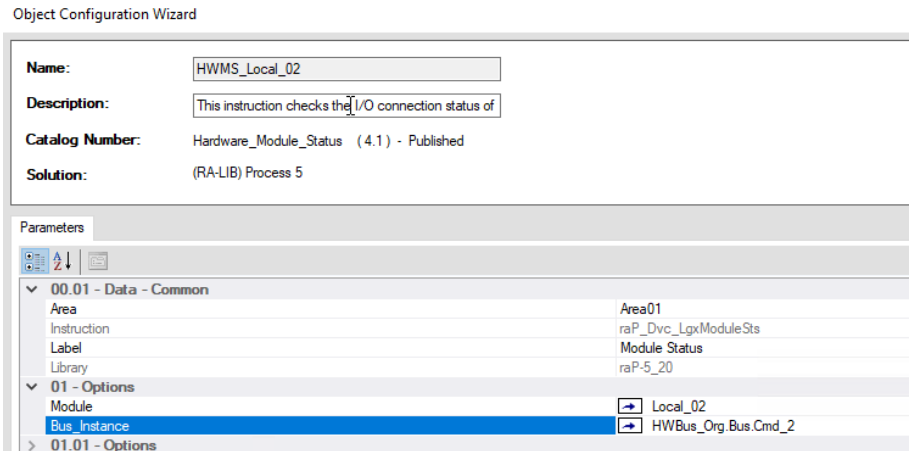 Object Configuration Wizard
Name: HWMS_Local_02
Description: This instruction checks the I/O connection status of
Catalog Number: Hardware_Module_Status (4.1) - Published
Solution: (RA-LIB) Process 5
Parameters
00.01 - Data - Common
Area Area01
Instruction raP_Dvc_LgxModuleSts
Label Module Status
Library raP-5_20
01 - Options
Module Local_02
Bus_Instance HWBus_Org.Bus.Cmd_2
01.01 - Options